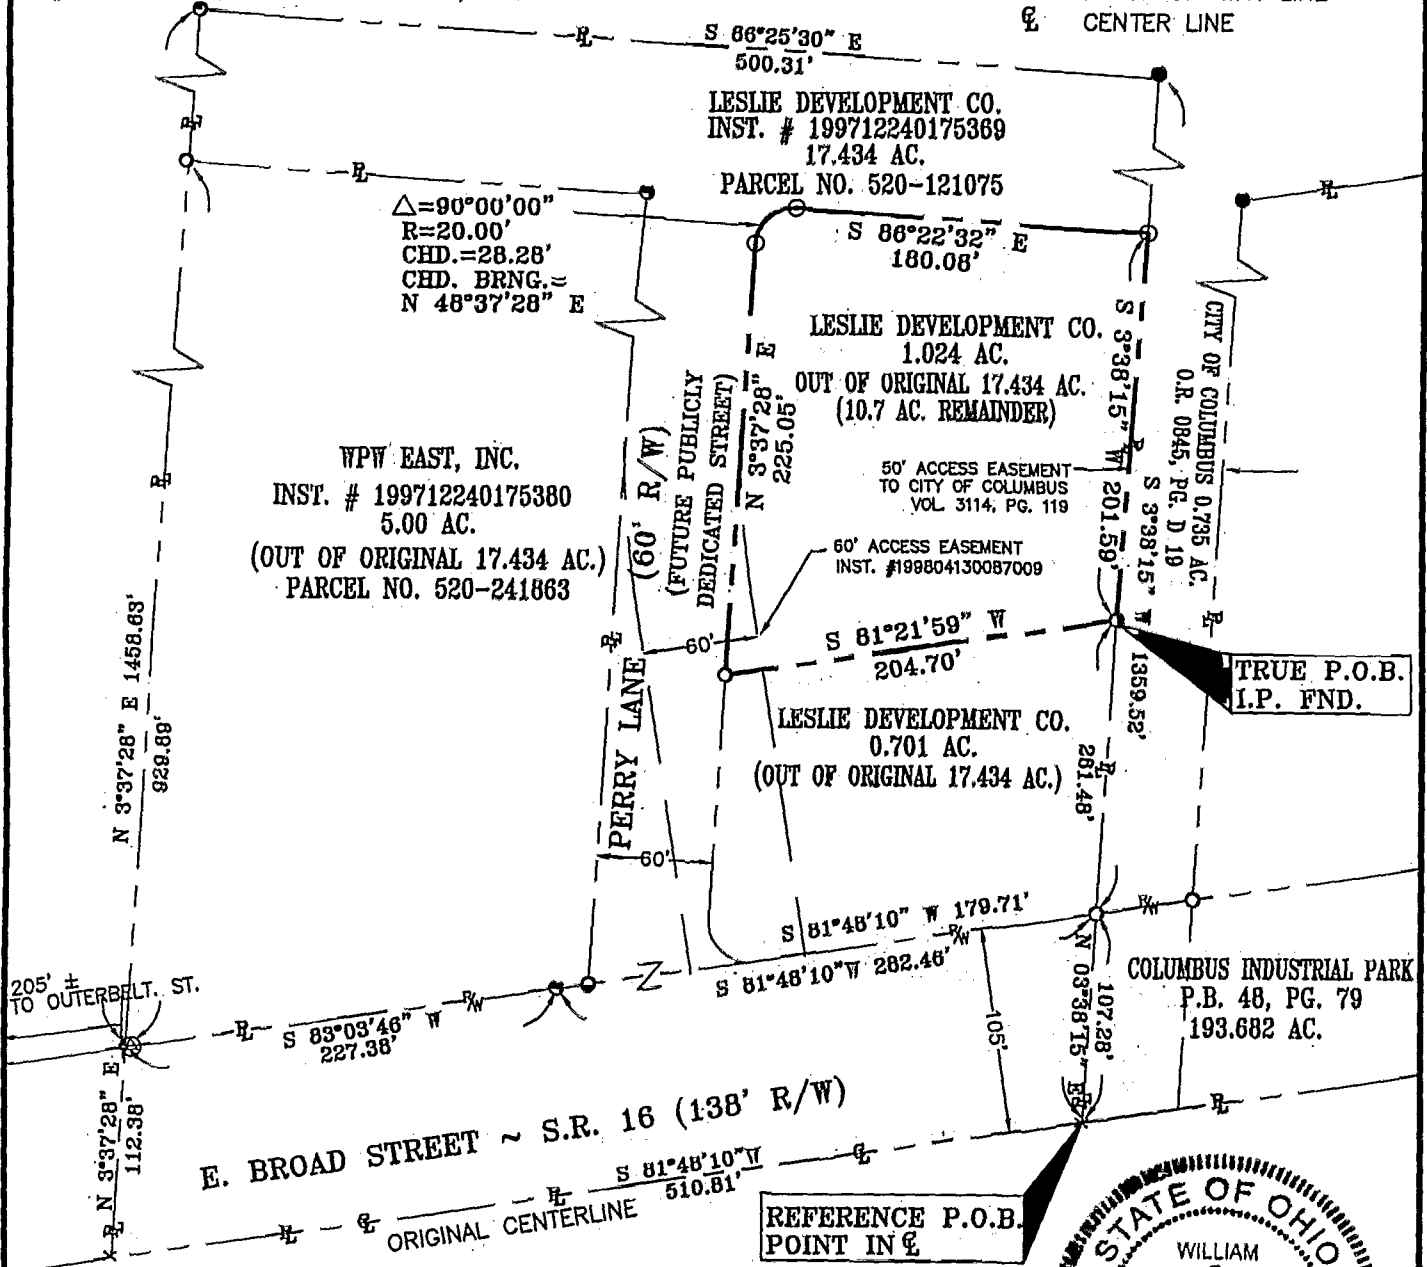 ℄ CENTER LINE
S 86°25'30" E
500.31'
LESLIE DEVELOPMENT CO.
INST. # 199712240175369
17.434 AC.
PARCEL NO. 520-121075
△=90°00'00"
R=20.00'
CHD.=28.28'
CHD. BRNG.=
N 48°37'28" E
S 86°22'32" E
180.08'
LESLIE DEVELOPMENT CO.
1.024 AC.
OUT OF ORIGINAL 17.434 AC.
(10.7 AC. REMAINDER)
S 3°38'15" W 201.59'
CITY OF COLUMBUS 0.735 AC.
O.R. 0845, PG. D 19
N 3°37'28" E
225.05'
(FUTURE PUBLICLY
DEDICATED STREET)
WPW EAST, INC.
INST. # 199712240175380
5.00 AC.
(OUT OF ORIGINAL 17.434 AC.)
PARCEL NO. 520-241863
50' ACCESS EASEMENT
TO CITY OF COLUMBUS
VOL. 3114, PG. 119
60' ACCESS EASEMENT
INST. #199804130087009
S 3°38'15" W 1359.52'
PERRY LANE (60' R/W)
60'
S 81°21'59" W
204.70'
TRUE P.O.B.
I.P. FND.
N 3°37'28" E 1458.63'
929.89'
LESLIE DEVELOPMENT CO.
0.701 AC.
(OUT OF ORIGINAL 17.434 AC.)
261.48'
60'
S 81°48'10" W 179.71'
S 81°48'10"W 282.46'
205' ±
TO OUTERBELT. ST.
S 83°03'46" W
227.38'
COLUMBUS INDUSTRIAL PARK
P.B. 48, PG. 79
193.682 AC.
105'
N 03°38'15" E
107.28'
N 3°37'28" E
112.38'
E. BROAD STREET ~ S.R. 16 (138' R/W)
S 81°48'10"W
510.81'
ORIGINAL CENTERLINE
REFERENCE P.O.B.
POINT IN ℄
STATE OF OHIO
WILLIAM